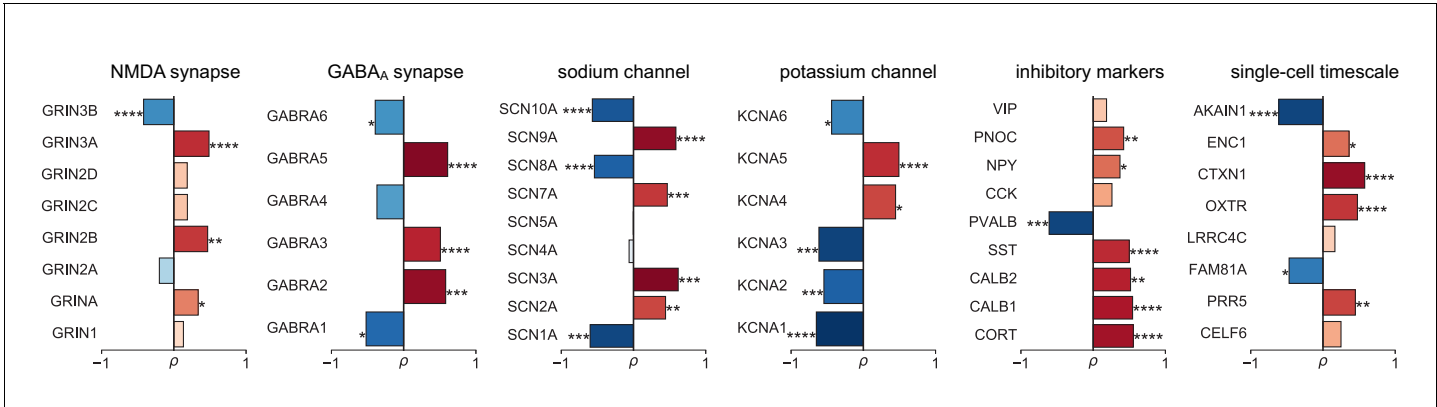 NMDA synapse
GRIN3B ****
GRIN3A ****
GRIN2D
GRIN2C
GRIN2B **
GRIN2A
GRINA *
GRIN1
−1 ρ 1
GABAA synapse
GABRA6 *
GABRA5 ****
GABRA4
GABRA3 ****
GABRA2 ***
GABRA1 *
−1 ρ 1
sodium channel
SCN10A ****
SCN9A ****
SCN8A ****
SCN7A ***
SCN5A
SCN4A
SCN3A ***
SCN2A **
SCN1A ***
−1 ρ 1
potassium channel
KCNA6 *
KCNA5 ****
KCNA4 *
KCNA3 ***
KCNA2 ***
KCNA1 ****
−1 ρ 1
inhibitory markers
VIP
PNOC **
NPY *
CCK
PVALB ***
SST ****
CALB2 **
CALB1 ****
CORT ****
−1 ρ 1
single-cell timescale
AKAIN1 ****
ENC1 *
CTXN1 ****
OXTR ****
LRRC4C
FAM81A *
PRR5 **
CELF6
−1 ρ 1